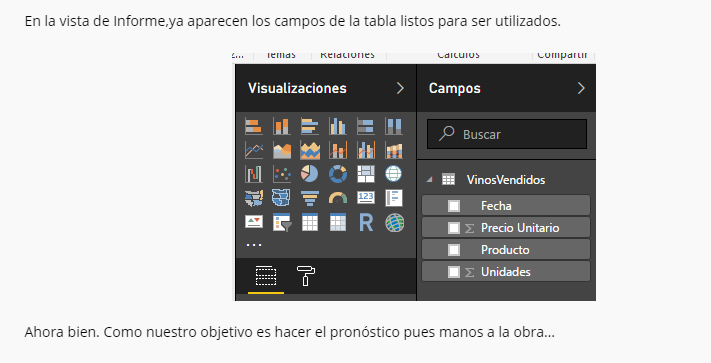 En la vista de Informe,ya aparecen los campos de la tabla listos para ser utilizados.
Temas Relaciones Cálculos Compartir
Visualizaciones Campos
Buscar
VinosVendidos
Fecha
123
Σ Precio Unitario
Producto
R Σ Unidades
...
Ahora bien. Como nuestro objetivo es hacer el pronóstico pues manos a la obra...